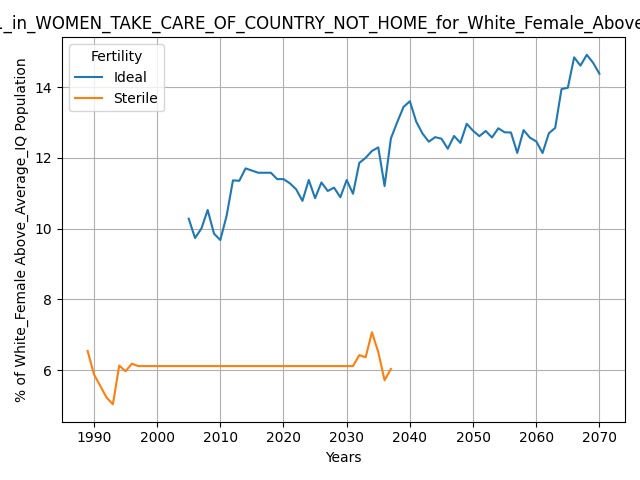 _in_WOMEN_TAKE_CARE_OF_COUNTRY_NOT_HOME_for_White_Female_Above
Fertility
Ideal
Sterile
% of White_Female Above_Average_IQ Population
14
12
10
8
6
1990 2000 2010 2020 2030 2040 2050 2060 2070
Years